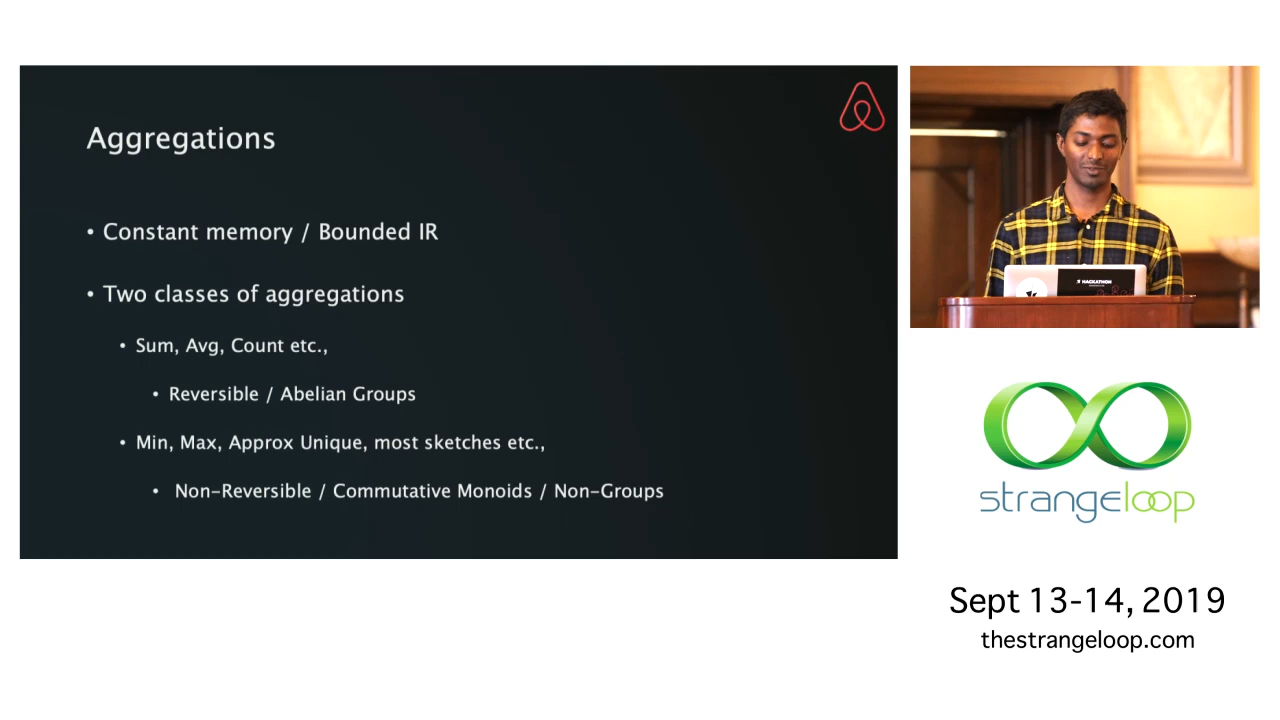 Aggregations
• Constant memory / Bounded IR
• Two classes of aggregations
• Sum, Avg, Count etc.,
• Reversible / Abelian Groups
• Min, Max, Approx Unique, most sketches etc.,
• Non-Reversible / Commutative Monoids / Non-Groups
HACKATHON
strangeloop
Sept 13-14, 2019
thestrangeloop.com